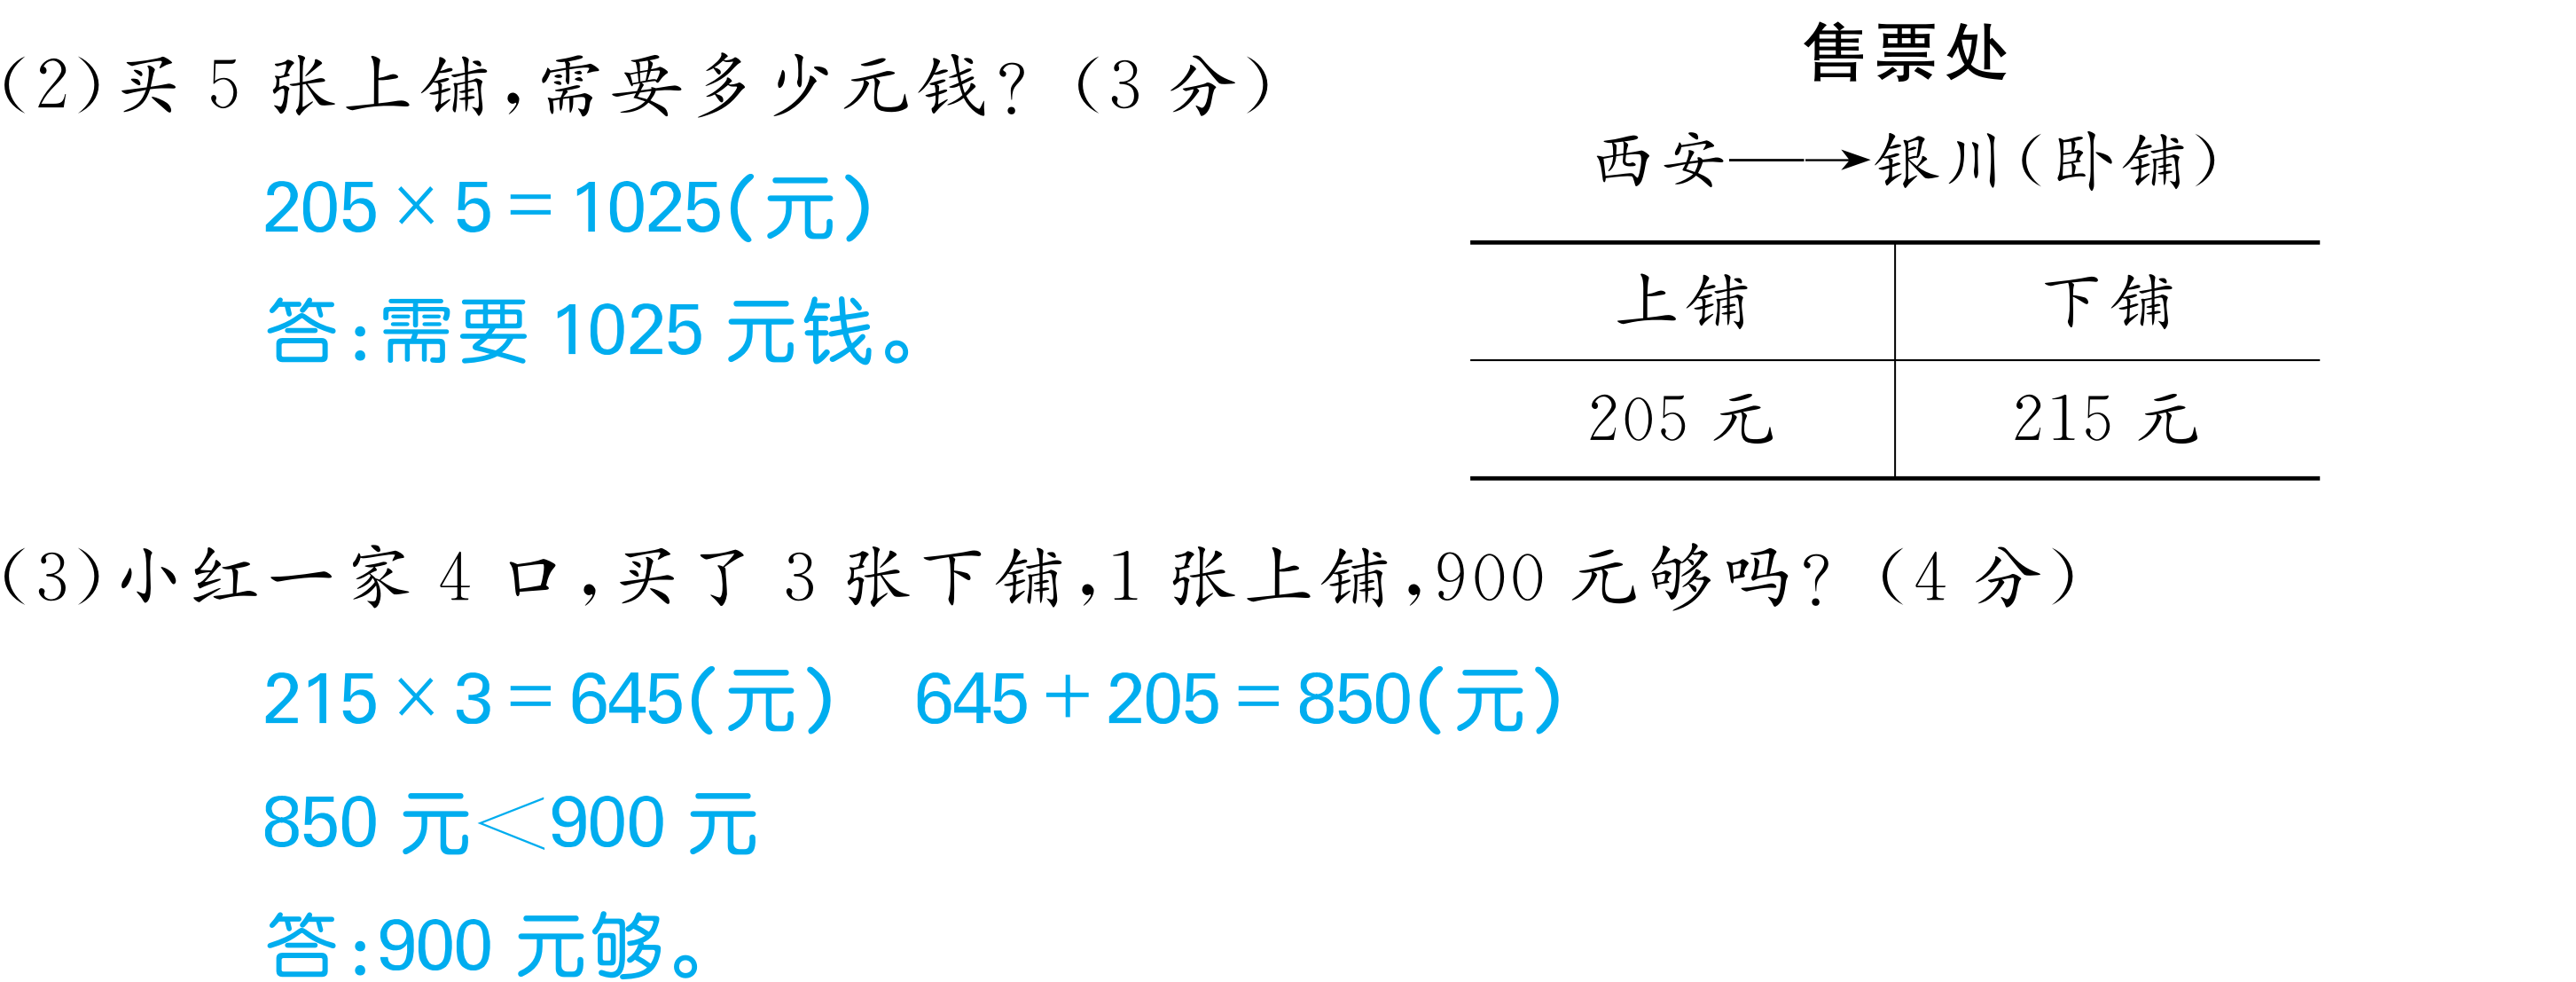 (2)买 5 张上铺,需要多少元钱?(3 分)
205×5=1025(元)
答:需要 1025 元钱。
售票处
西安→银川(卧铺)
上铺 下铺
205 元 215 元
(3)小红一家 4 口,买了 3 张下铺,1 张上铺,900 元够吗?(4 分)
215×3=645(元) 645+205=850(元)
850 元<900 元
答:900 元够。